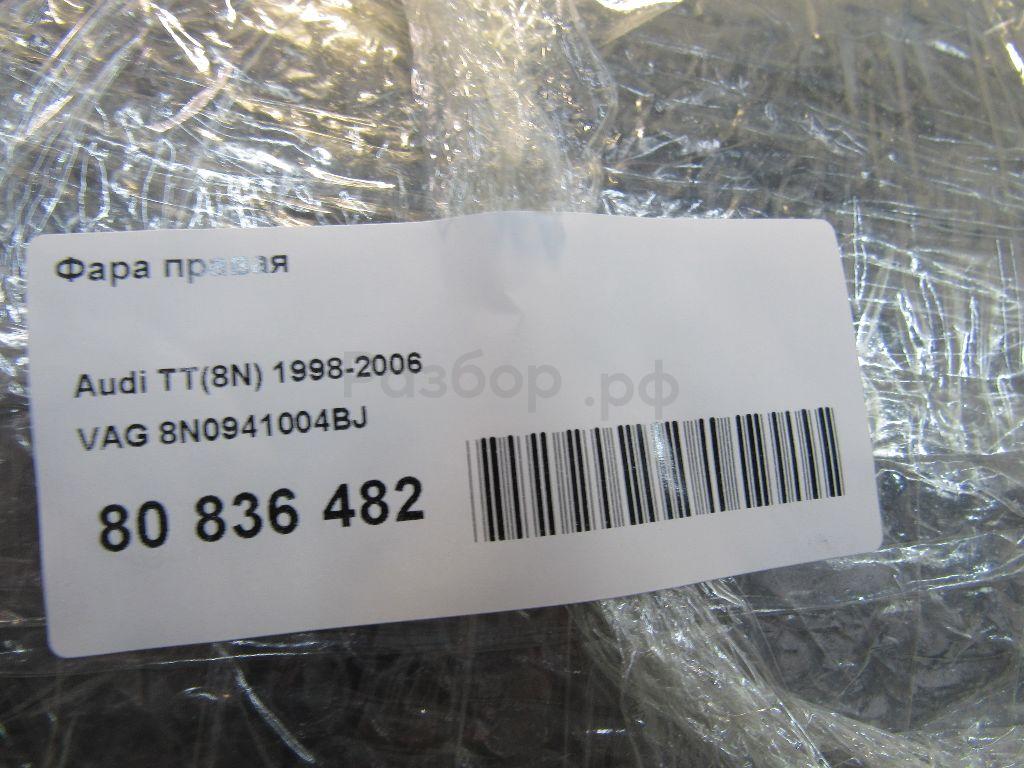 Фара правая
Audi TT(8N) 1998-2006
VAG 8N0941004BJ
80 836 482
Разбор.рф